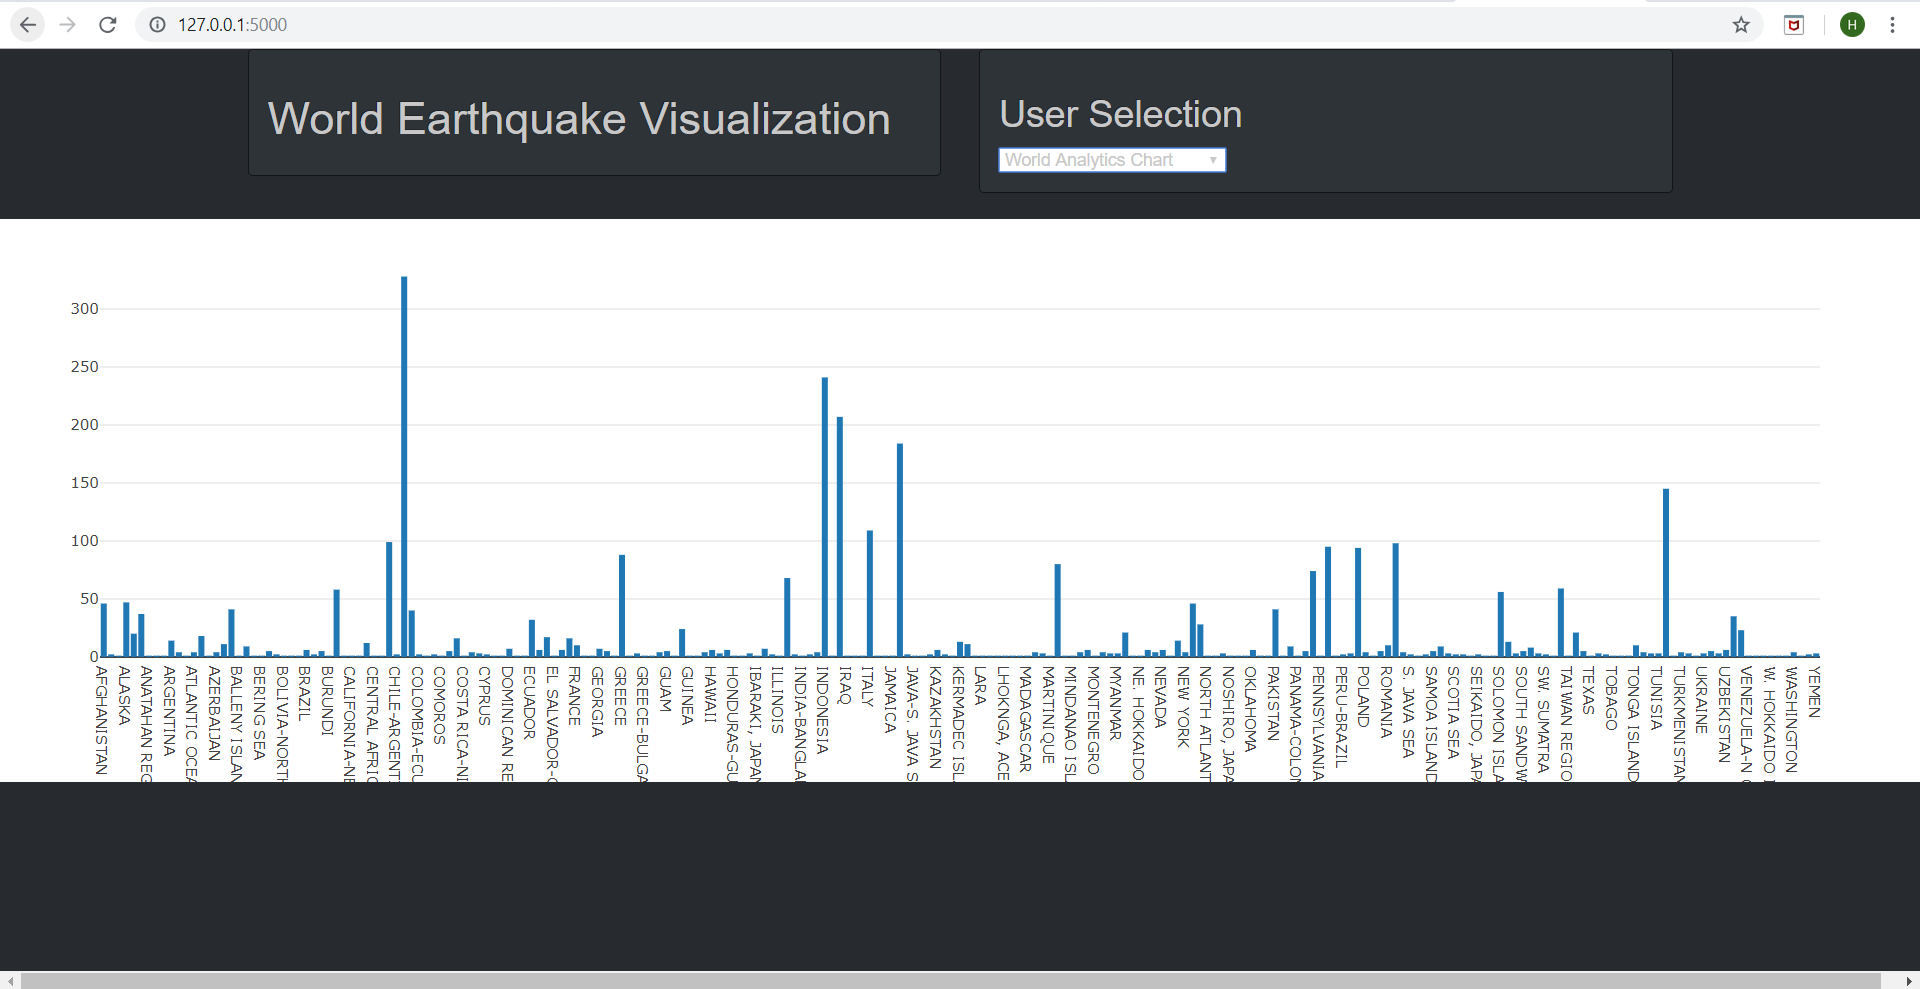 127.0.0.1:5000
H
World Earthquake Visualization
User Selection
World Analytics Chart
300
250
200
150
100
50
0
AFGHANISTAN
ALASKA
ANATAHAN REG
ARGENTINA
ATLANTIC OCEA
AZERBAIJAN
BALLENY ISLAN
BERING SEA
BOLIVIA-NORTH
BRAZIL
BURUNDI
CALIFORNIA-NE
CENTRAL AFRIC
CHILE-ARGENT
COLOMBIA-ECU
COMOROS
COSTA RICA-NI
CYPRUS
DOMINICAN RE
ECUADOR
EL SALVADOR-G
FRANCE
GEORGIA
GREECE
GREECE-BULGA
GUAM
GUINEA
HAWAII
HONDURAS-GU
IBARAKI, JAPAN
ILLINOIS
INDIA-BANGLA
INDONESIA
IRAQ
ITALY
JAMAICA
JAVA-S. JAVA S
KAZAKHSTAN
KERMADEC ISL
LARA
LHOKNGA, ACE
MADAGASCAR
MARTINIQUE
MINDANAO ISL
MONTENEGRO
MYANMAR
NE. HOKKAIDO
NEVADA
NEW YORK
NORTH ATLANT
NOSHIRO, JAPA
OKLAHOMA
PAKISTAN
PANAMA-COLOM
PENNSYLVANIA
PERU-BRAZIL
POLAND
ROMANIA
S. JAVA SEA
SAMOA ISLAND
SCOTIA SEA
SEIKAIDO, JAPA
SOLOMON ISLA
SOUTH SANDW
SW. SUMATRA
TAIWAN REGIO
TEXAS
TOBAGO
TONGA ISLAND
TUNISIA
TURKMENISTAN
UKRAINE
UZBEKISTAN
VENEZUELA-N
W. HOKKAIDO
WASHINGTON
YEMEN